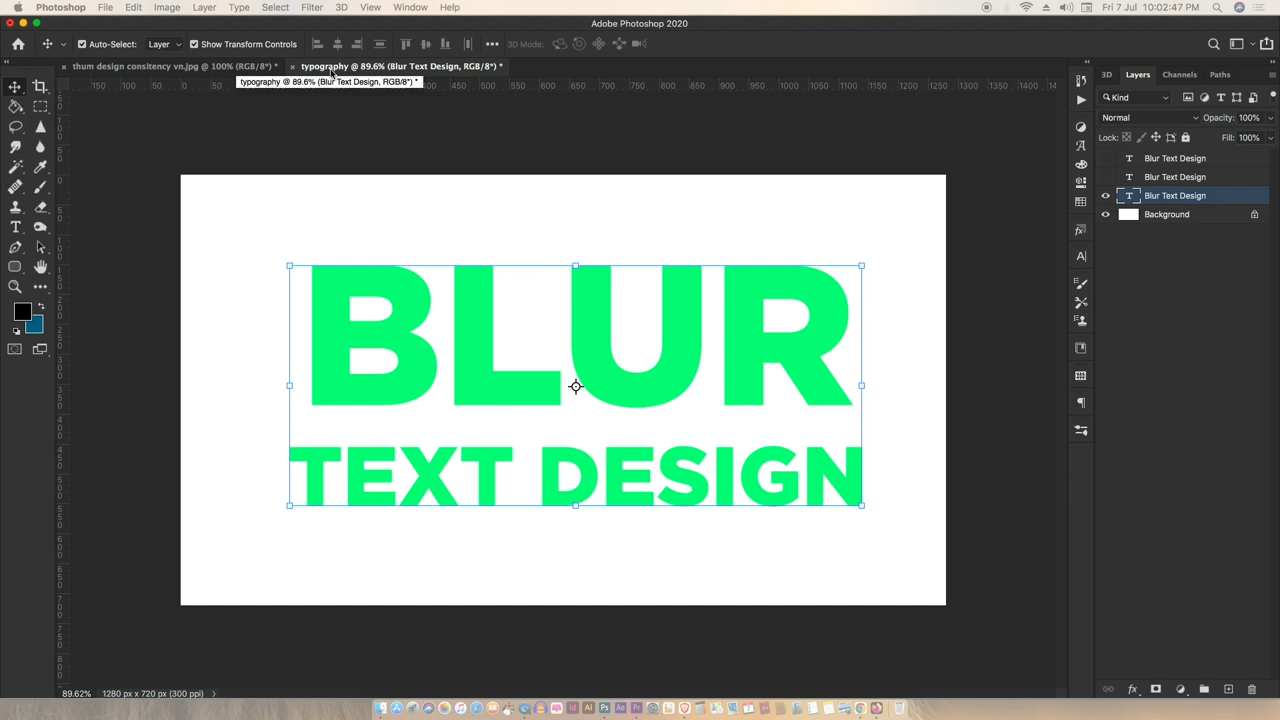 Photoshop File Edit Image Layer Type Select Filter 3D View Window Help Fri 7 Jul 10:02:47 PM
Adobe Photoshop 2020
Auto-Select: Layer Show Transform Controls 3D Mode:
thum design consitency vn.jpg @ 100% (RGB/8*) * typography @ 89.6% (Blur Text Design, RGB/8*) *
typography @ 89.6% (Blur Text Design, RGB/8*) *
3D Layers Channels Paths
Kind
Normal Opacity: 100%
Lock: Fill: 100%
Blur Text Design
Blur Text Design
Blur Text Design
Background
BLUR
TEXT DESIGN
89.62% 1280 px x 720 px (300 ppi)